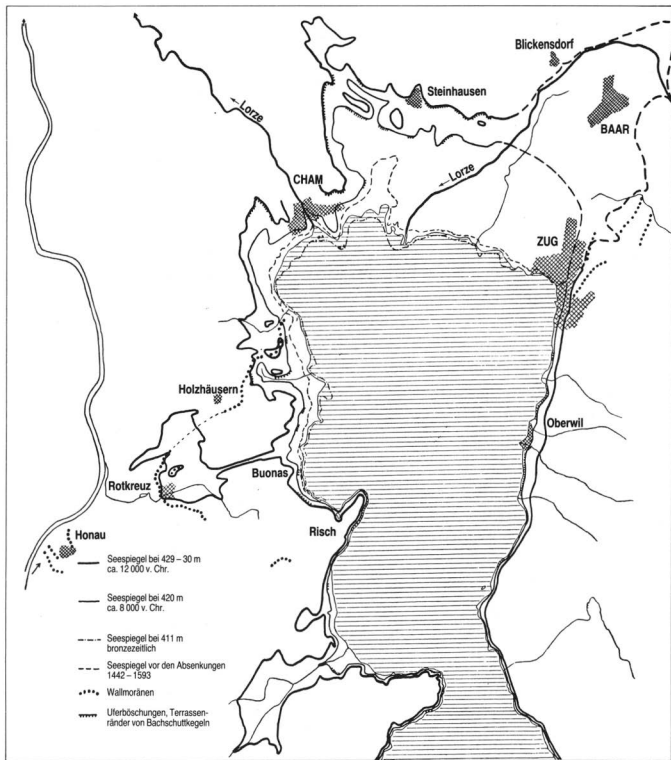 Blickensdorf
Steinhausen
BAAR
←Lorze
←Lorze
CHAM
ZUG
Holzhäusern
Oberwil
Rotkreuz
Buonas
Risch
Honau
Seespiegel bei 429 – 30 m
ca. 12 000 v. Chr.
Seespiegel bei 420 m
ca. 8 000 v. Chr.
Seespiegel bei 411 m
bronzezeitlich
Seespiegel vor den Absenkungen
1442 – 1593
Wallmoränen
Uferböschungen, Terrassen-
ränder von Bachschuttkegeln